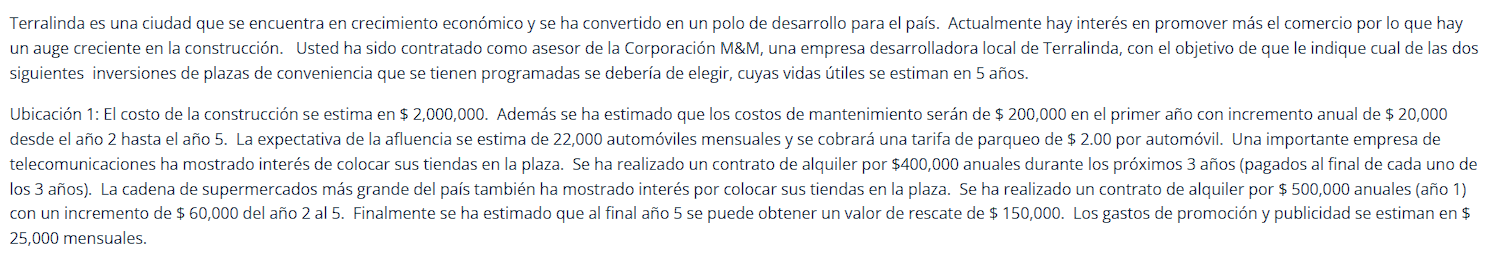 Terralinda es una ciudad que se encuentra en crecimiento económico y se ha convertido en un polo de desarrollo para el país.  Actualmente hay interés en promover más el comercio por lo que hay
un auge creciente en la construcción.   Usted ha sido contratado como asesor de la Corporación M&M, una empresa desarrolladora local de Terralinda, con el objetivo de que le indique cual de las dos
siguientes  inversiones de plazas de conveniencia que se tienen programadas se debería de elegir, cuyas vidas útiles se estiman en 5 años.
Ubicación 1: El costo de la construcción se estima en $ 2,000,000.  Además se ha estimado que los costos de mantenimiento serán de $ 200,000 en el primer año con incremento anual de $ 20,000
desde el año 2 hasta el año 5.  La expectativa de la afluencia se estima de 22,000 automóviles mensuales y se cobrará una tarifa de parqueo de $ 2.00 por automóvil.  Una importante empresa de
telecomunicaciones ha mostrado interés de colocar sus tiendas en la plaza.  Se ha realizado un contrato de alquiler por $400,000 anuales durante los próximos 3 años (pagados al final de cada uno de
los 3 años).  La cadena de supermercados más grande del país también ha mostrado interés por colocar sus tiendas en la plaza.  Se ha realizado un contrato de alquiler por $ 500,000 anuales (año 1)
con un incremento de $ 60,000 del año 2 al 5.  Finalmente se ha estimado que al final año 5 se puede obtener un valor de rescate de $ 150,000.  Los gastos de promoción y publicidad se estiman en $
25,000 mensuales.